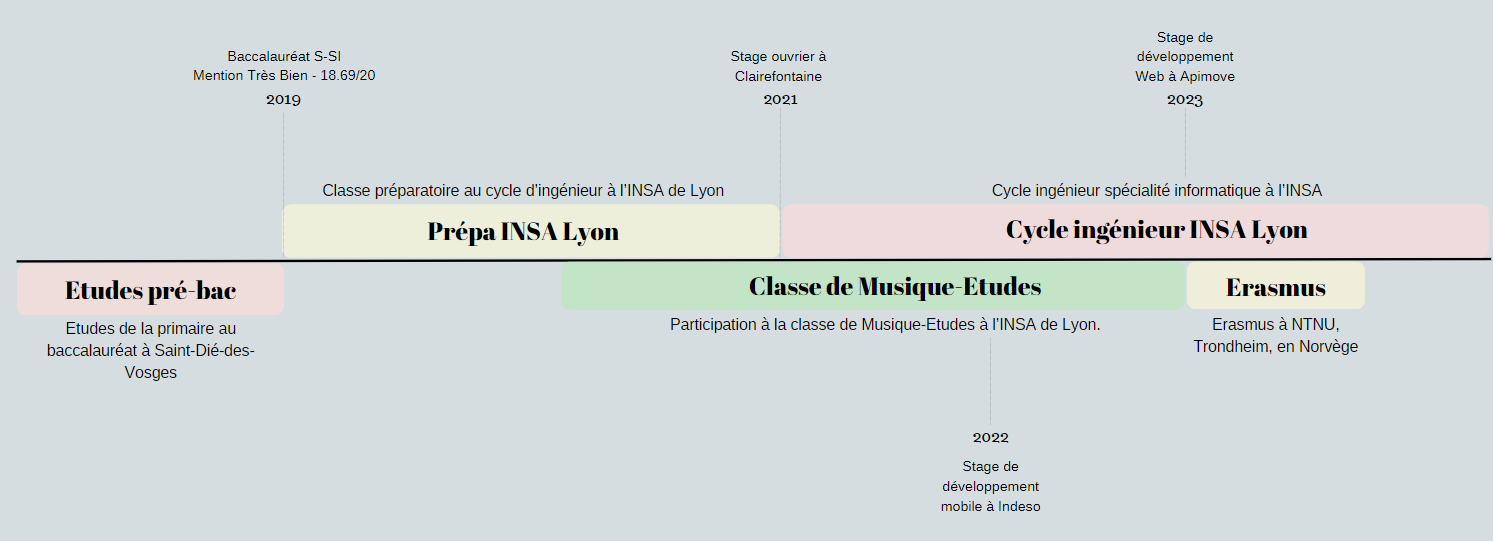 Baccalauréat S-SI
Mention Très Bien - 18.69/20
2019
Stage ouvrier à
Clairefontaine
2021
Stage de
développement
Web à Apimove
2023
Classe préparatoire au cycle d'ingénieur à l'INSA de Lyon
Prépa INSA Lyon
Cycle ingénieur spécialité informatique à l'INSA
Cycle ingénieur INSA Lyon
Etudes pré-bac
Etudes de la primaire au
baccalauréat à Saint-Dié-des-
Vosges
Classe de Musique-Etudes
Participation à la classe de Musique-Etudes à l'INSA de Lyon.
Erasmus
Erasmus à NTNU,
Trondheim, en Norvège
2022
Stage de
développement
mobile à Indeso